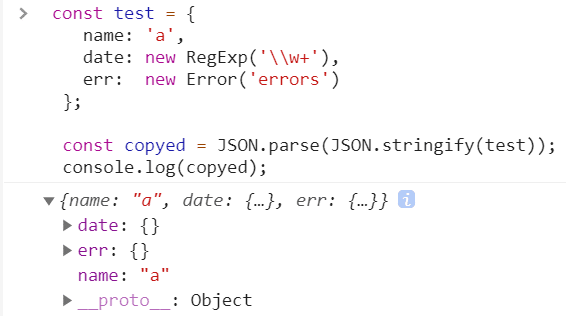 > const test = {
name: 'a',
date: new RegExp('\\w+'),
err: new Error('errors')
};
const copyed = JSON.parse(JSON.stringify(test));
console.log(copyed);
▼{name: "a", date: {…}, err: {…}} i
▶date: {}
▶err: {}
name: "a"
▶__proto__: Object